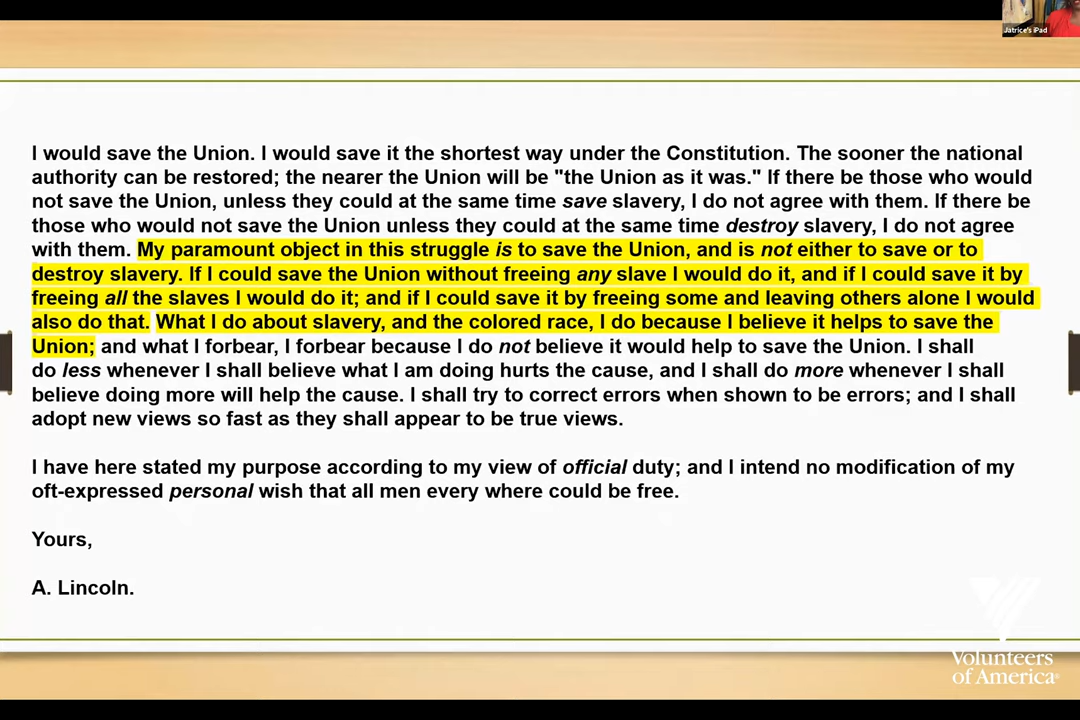 Jatrice's iPad
I would save the Union. I would save it the shortest way under the Constitution. The sooner the national
authority can be restored; the nearer the Union will be "the Union as it was." If there be those who would
not save the Union, unless they could at the same time save slavery, I do not agree with them. If there be
those who would not save the Union unless they could at the same time destroy slavery, I do not agree
with them. My paramount object in this struggle is to save the Union, and is not either to save or to
destroy slavery. If I could save the Union without freeing any slave I would do it, and if I could save it by
freeing all the slaves I would do it; and if I could save it by freeing some and leaving others alone I would
also do that. What I do about slavery, and the colored race, I do because I believe it helps to save the
Union; and what I forbear, I forbear because I do not believe it would help to save the Union. I shall
do less whenever I shall believe what I am doing hurts the cause, and I shall do more whenever I shall
believe doing more will help the cause. I shall try to correct errors when shown to be errors; and I shall
adopt new views so fast as they shall appear to be true views.
I have here stated my purpose according to my view of official duty; and I intend no modification of my
oft-expressed personal wish that all men every where could be free.
Yours,
A. Lincoln.
Volunteers
of America®